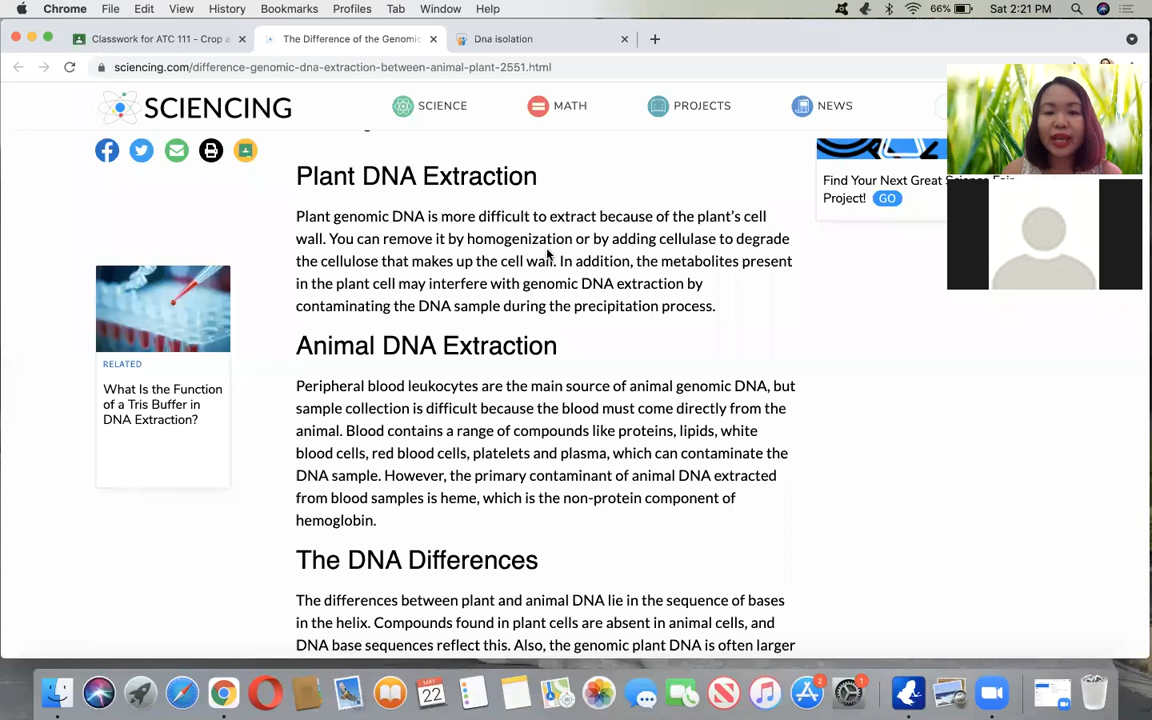 Chrome File Edit View History Bookmarks Profiles Tab Window Help 66% Sat 2:21 PM
Classwork for ATC 111 - Crop a
The Difference of the Genomic
Dna isolation
sciencing.com/difference-genomic-dna-extraction-between-animal-plant-2551.html
SCIENCING
SCIENCE MATH PROJECTS NEWS
Plant DNA Extraction
Plant genomic DNA is more difficult to extract because of the plant's cell
wall. You can remove it by homogenization or by adding cellulase to degrade
the cellulose that makes up the cell wall. In addition, the metabolites present
in the plant cell may interfere with genomic DNA extraction by
contaminating the DNA sample during the precipitation process.
Animal DNA Extraction
Peripheral blood leukocytes are the main source of animal genomic DNA, but
sample collection is difficult because the blood must come directly from the
animal. Blood contains a range of compounds like proteins, lipids, white
blood cells, red blood cells, platelets and plasma, which can contaminate the
DNA sample. However, the primary contaminant of animal DNA extracted
from blood samples is heme, which is the non-protein component of
hemoglobin.
The DNA Differences
The differences between plant and animal DNA lie in the sequence of bases
in the helix. Compounds found in plant cells are absent in animal cells, and
DNA base sequences reflect this. Also, the genomic plant DNA is often larger
RELATED
What Is the Function
of a Tris Buffer in
DNA Extraction?
Find Your Next Great Science Fair
Project! GO
MAY
22
2
1